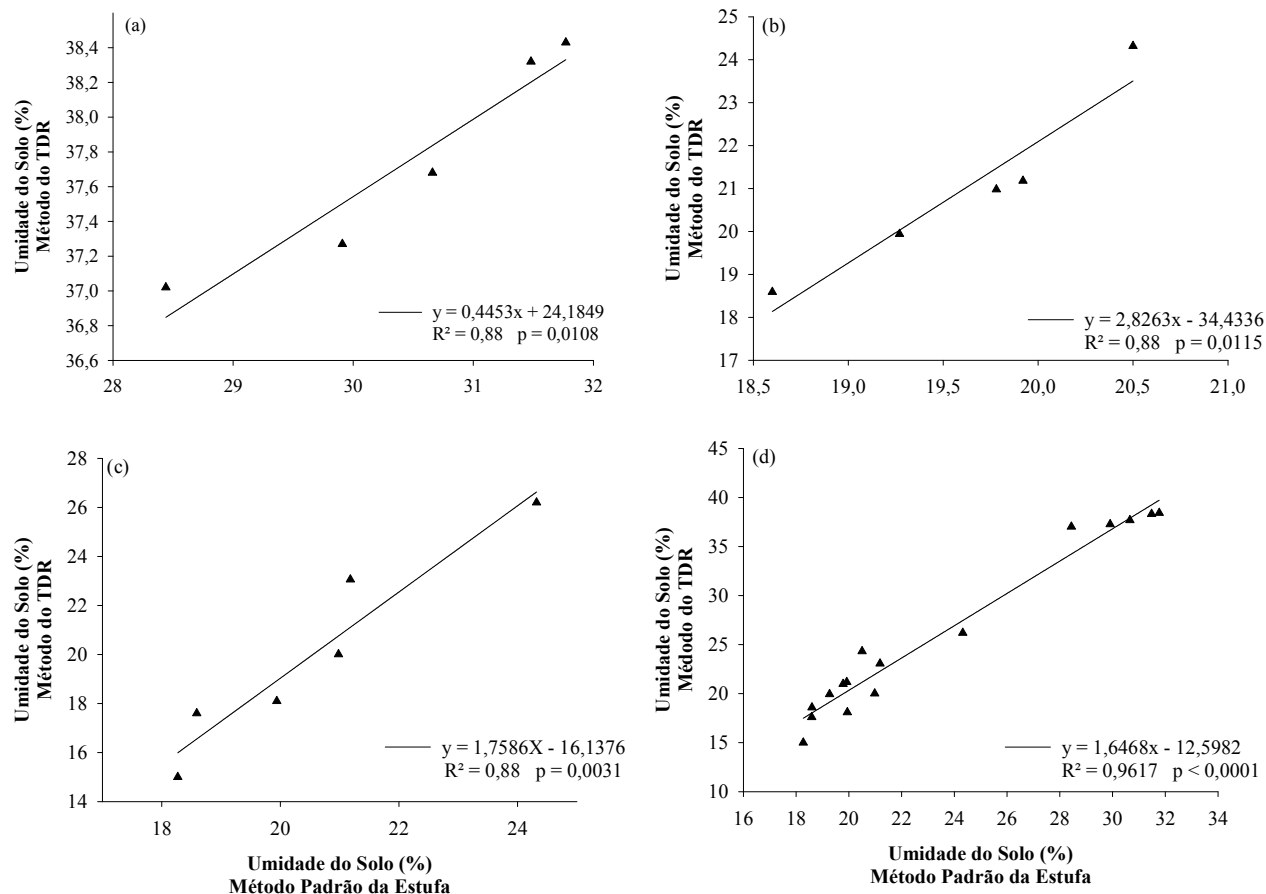 (a)
Umidade do Solo (%)
Método do TDR
38,4
38,2
38,0
37,8
37,6
37,4
37,2
37,0
36,8
36,6
28 29 30 31 32
y = 0,4453x + 24,1849
R² = 0,88 p = 0,0108
(b)
Umidade do Solo (%)
Método do TDR
25
24
23
22
21
20
19
18
17
18,5 19,0 19,5 20,0 20,5 21,0
y = 2,8263x - 34,4336
R² = 0,88 p = 0,0115
(c)
Umidade do Solo (%)
Método do TDR
28
26
24
22
20
18
16
14
18 20 22 24
y = 1,7586X - 16,1376
R² = 0,88 p = 0,0031
Umidade do Solo (%)
Método Padrão da Estufa
(d)
Umidade do Solo (%)
Médodo do TDR
45
40
35
30
25
20
15
10
16 18 20 22 24 26 28 30 32 34
y = 1,6468x - 12,5982
R² = 0,9617 p < 0,0001
Umidade do Solo (%)
Método Padrão da Estufa